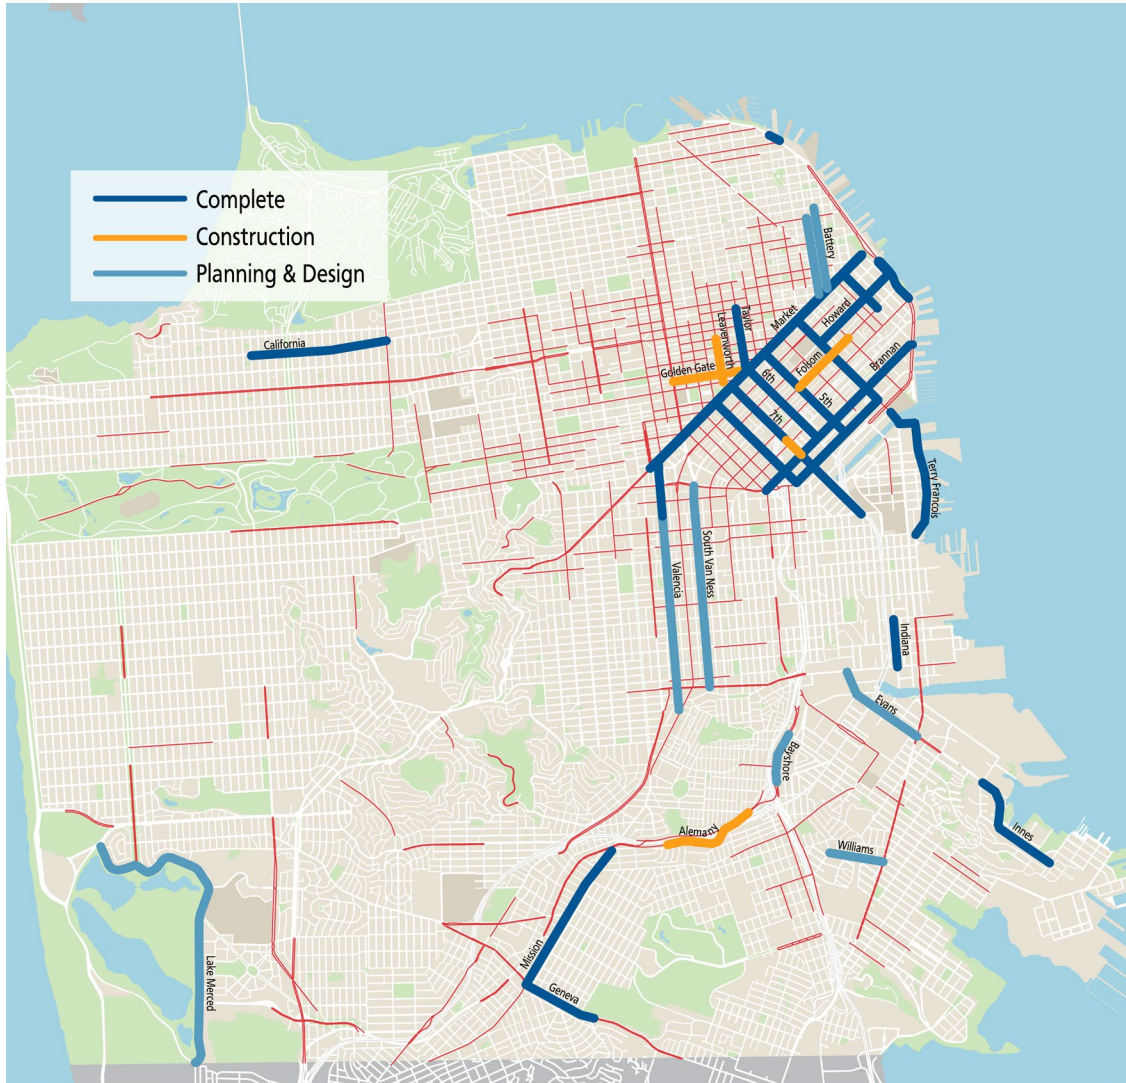 Complete
Construction
Planning & Design
Battery
Market
Howard
Taylor
Leavenworth
Golden Gate
California
6th
Folsom
Brannan
5th
7th
Terry Francois
South Van Ness
Valencia
Indiana
Evans
Bayshore
Alemany
Williams
Innes
Mission
Geneva
Lake Merced